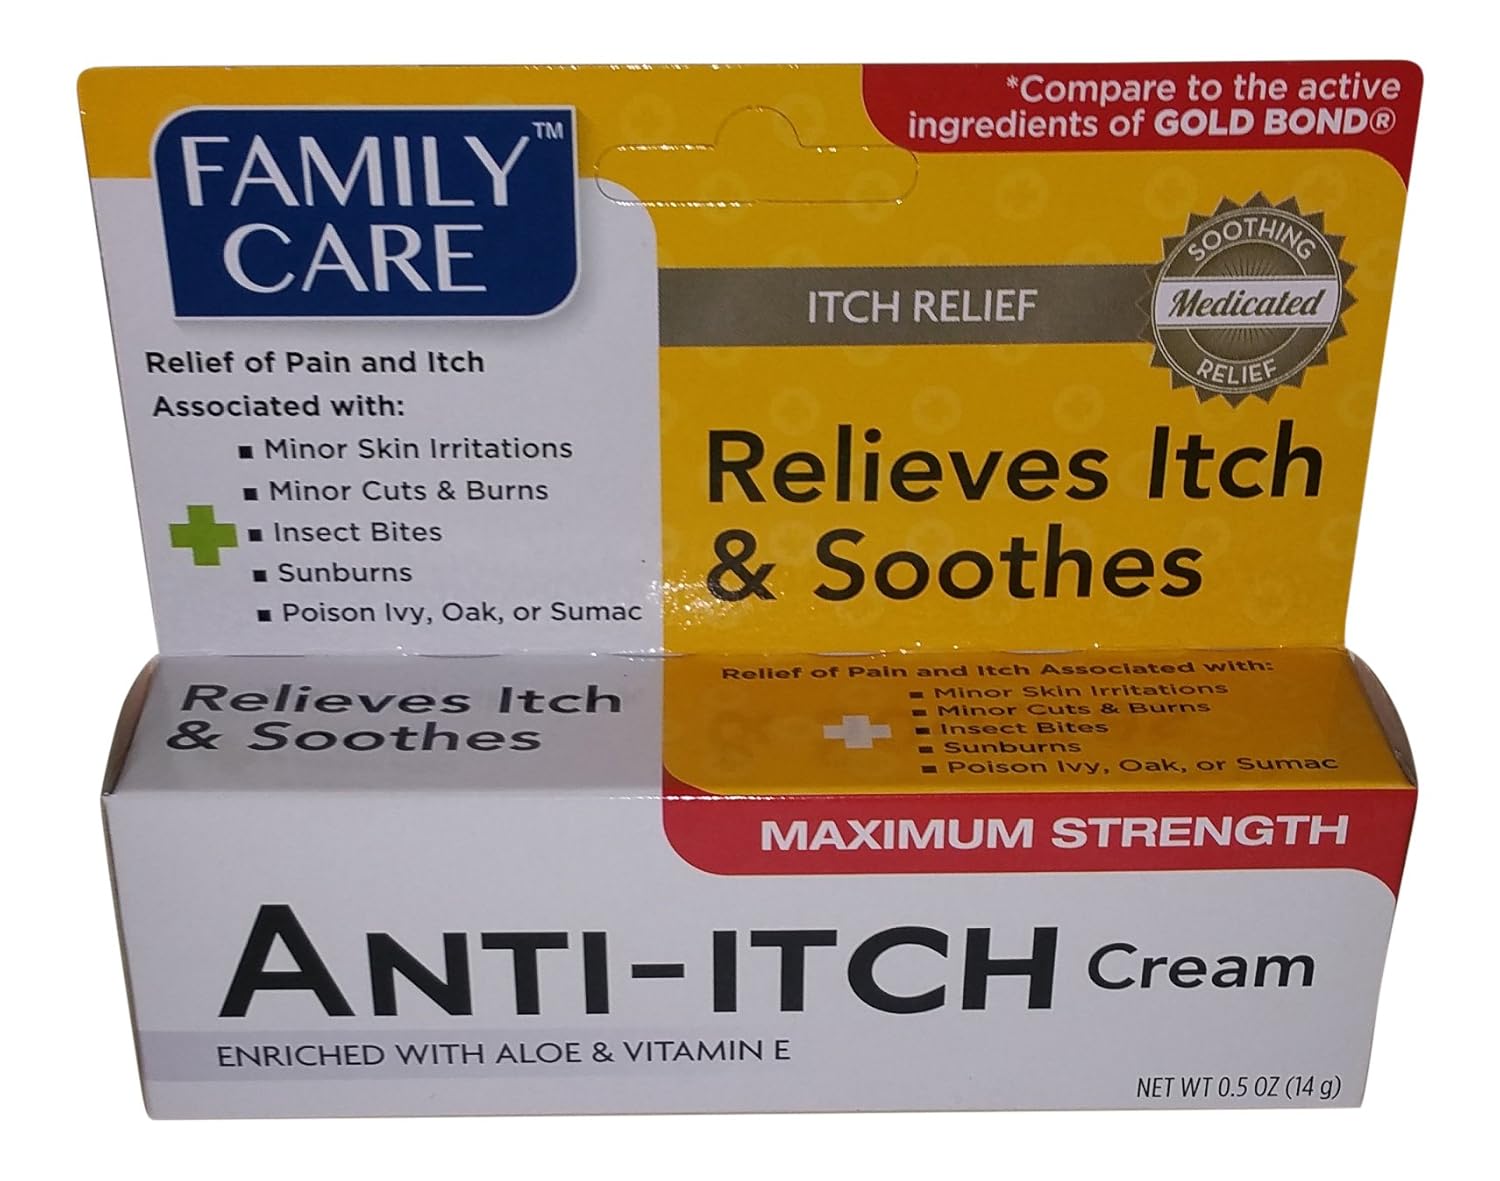 *Compare to the active
ingredients of GOLD BOND®
FAMILY™
CARE
ITCH RELIEF
SOOTHING
Medicated
RELIEF
Relief of Pain and Itch
Associated with:
▪ Minor Skin Irritations
▪ Minor Cuts & Burns
▪ Insect Bites
▪ Sunburns
▪ Poison Ivy, Oak, or Sumac
Relieves Itch
& Soothes
Relieves Itch
& Soothes
Relief of Pain and Itch Associated with:
▪ Minor Skin Irritations
▪ Minor Cuts & Burns
▪ Insect Bites
▪ Sunburns
▪ Poison Ivy, Oak, or Sumac
MAXIMUM STRENGTH
ANTI-ITCH Cream
ENRICHED WITH ALOE & VITAMIN E
NET WT 0.5 OZ (14 g)